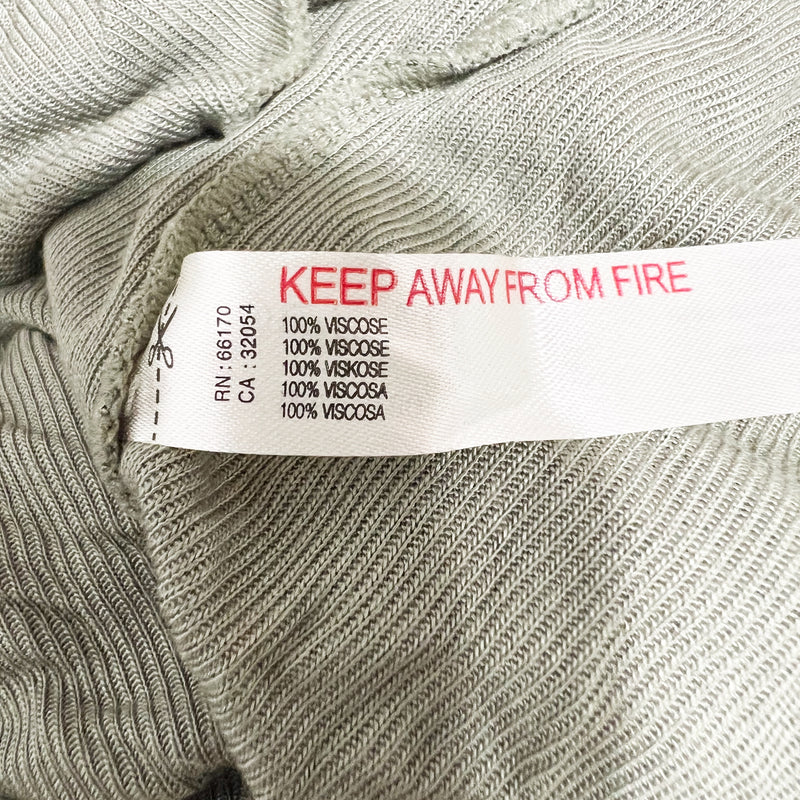 KEEP AWAY FROM FIRE
RN : 66170
CA : 32054
100% VISCOSE
100% VISCOSE
100% VISKOSE
100% VISCOSA
100% VISCOSA